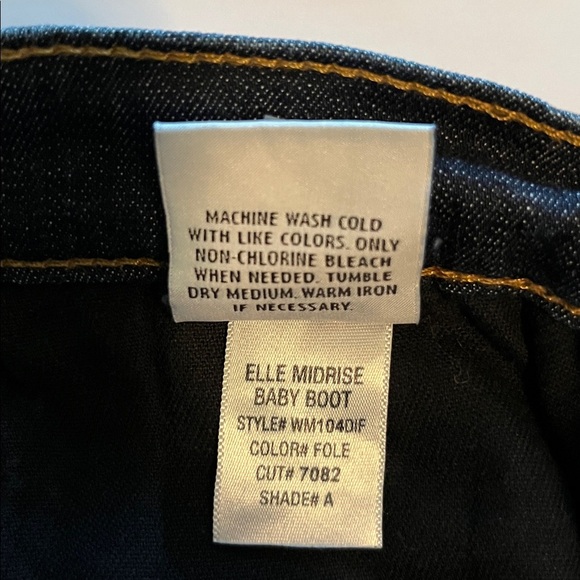 MACHINE WASH COLD
WITH LIKE COLORS. ONLY
NON-CHLORINE BLEACH
WHEN NEEDED. TUMBLE
DRY MEDIUM. WARM IRON
IF NECESSARY.
ELLE MIDRISE
BABY BOOT
STYLE# WM104DIF
COLOR# FOLE
CUT# 7082
SHADE# A